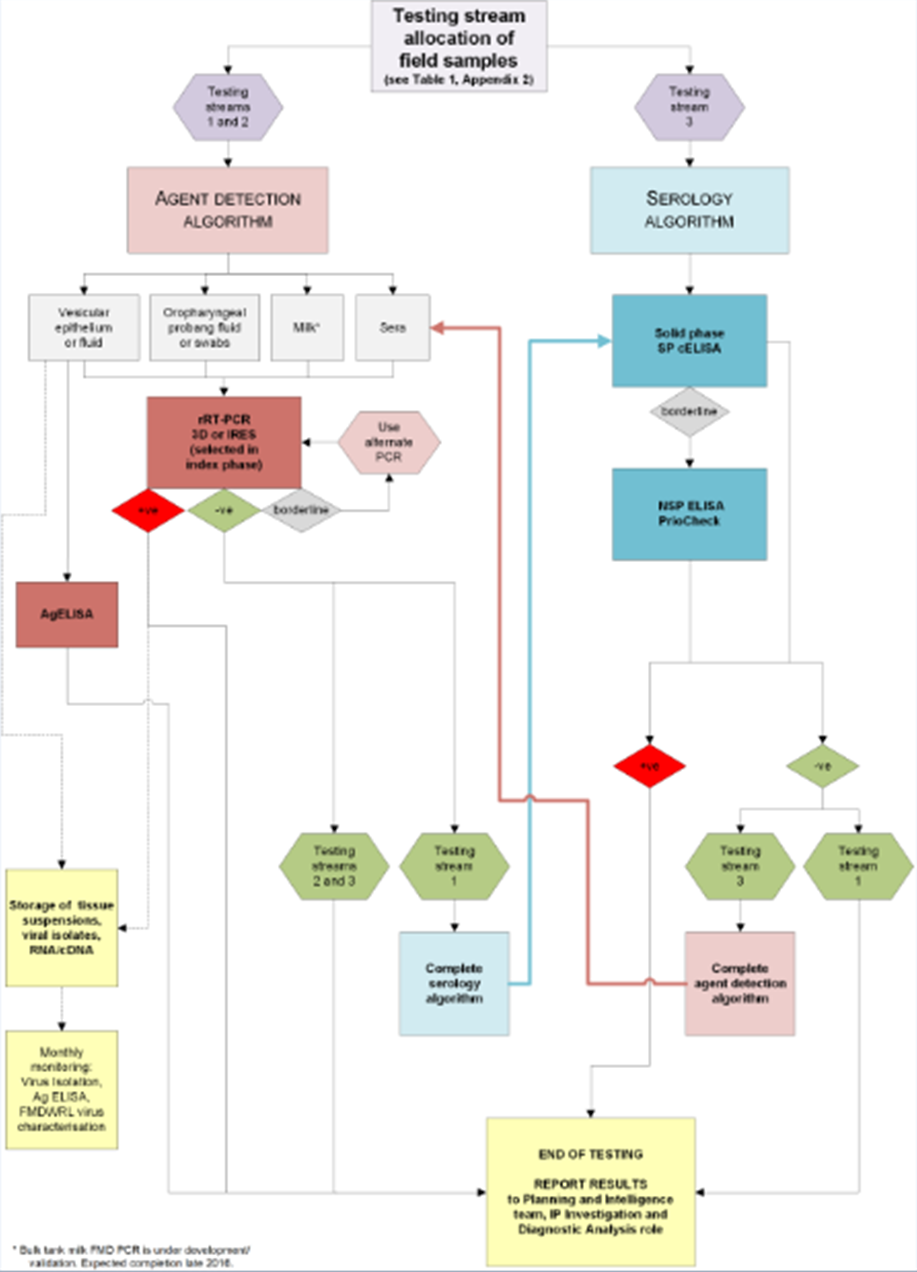 Testing stream
allocation of
field samples
(see Table 1, Appendix 2)
Testing
streams
1 and 2
Testing
stream
3
AGENT DETECTION
ALGORITHM
SEROLOGY
ALGORITHM
Vesicular
epithelium
or fluid
Oropharyngeal
probang fluid
or swabs
Milk*
Sera
Solid phase
SP cELISA
borderline
rRT-PCR
3D or IRES
(selected in
index phase)
Use
alternate
PCR
+ve
-ve
borderline
NSP ELISA
PrioCheck
AgELISA
+ve
-ve
Testing
streams
2 and 3
Testing
stream
1
Testing
stream
3
Testing
stream
1
Storage of tissue
suspensions,
viral isolates,
RNA/cDNA
Complete
serology
algorithm
Complete
agent detection
algorithm
Monthly
monitoring:
Virus Isolation,
Ag ELISA,
FMDWRL virus
characterisation
END OF TESTING
REPORT RESULTS
to Planning and Intelligence
team, IP Investigation and
Diagnostic Analysis role
* Bulk tank milk FMD PCR is under development/
validation. Expected completion late 2016.